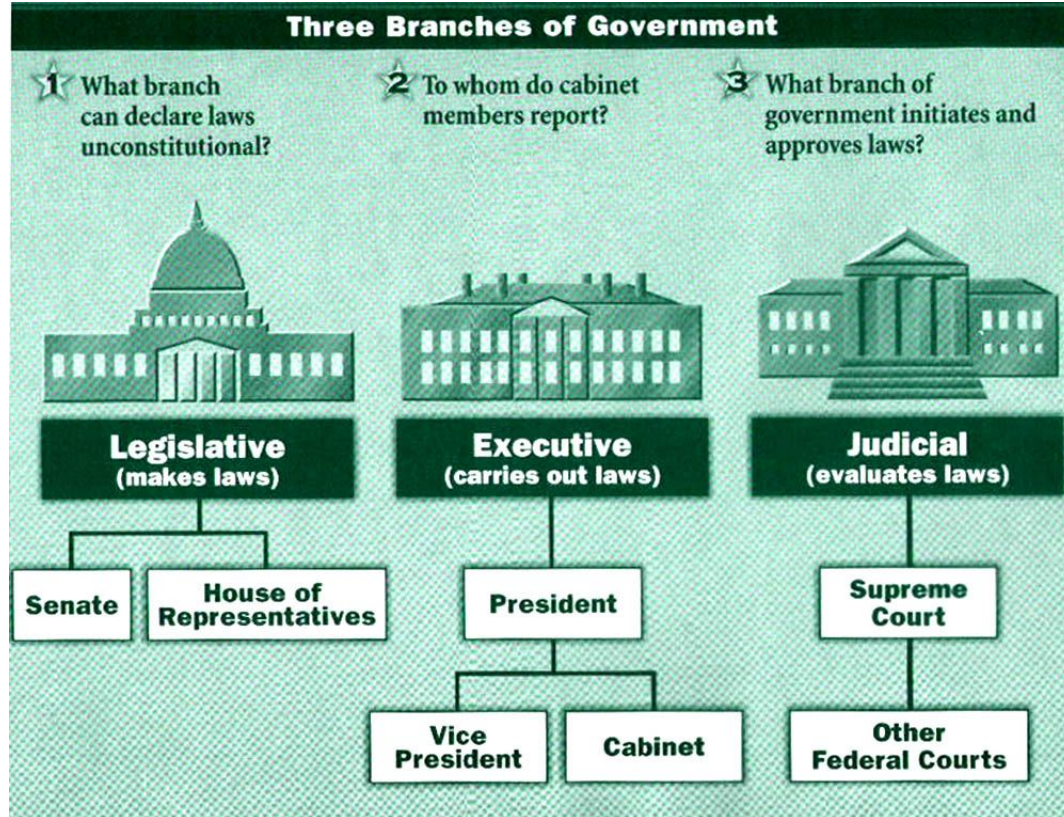 Three Branches of Government
1 What branch
can declare laws
unconstitutional?
2 To whom do cabinet
members report?
3 What branch of
government initiates and
approves laws?
Legislative
(makes laws)
Executive
(carries out laws)
Judicial
(evaluates laws)
Senate
House of
Representatives
President
Supreme
Court
Vice
President
Cabinet
Other
Federal Courts